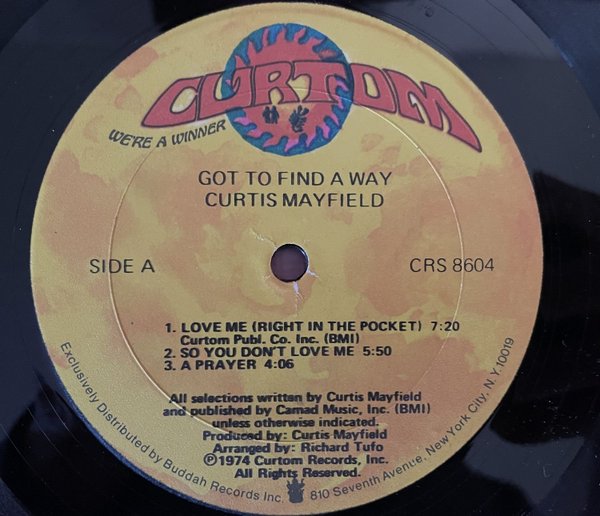 CURTOM
WE'RE A WINNER
GOT TO FIND A WAY
CURTIS MAYFIELD
SIDE A
CRS 8604
1. LOVE ME (RIGHT IN THE POCKET) 7:20
Curtom Publ. Co. Inc. (BMI)
2. SO YOU DON'T LOVE ME 5:50
3. A PRAYER 4:06
All selections written by Curtis Mayfield
and published by Camad Music, Inc. (BMI)
unless otherwise indicated.
Produced by: Curtis Mayfield
Arranged by: Richard Tufo
Ⓟ1974 Curtom Records, Inc.
All Rights Reserved.
Exclusively Distributed by Buddah Records Inc. 810 Seventh Avenue, New York City, N.Y. 10019